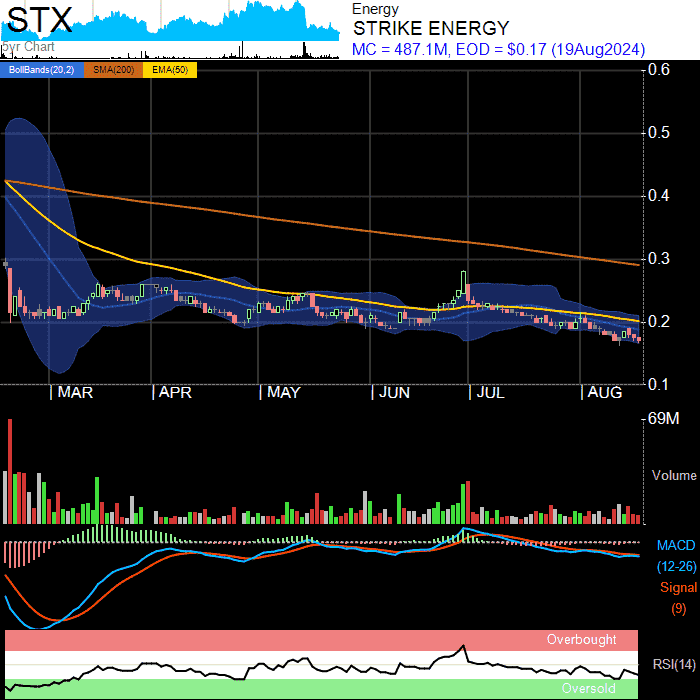 STX
5yr Chart
Energy
STRIKE ENERGY
MC = 487.1M, EOD = $0.17 (19Aug2024)
BollBands(20,2) SMA(200) EMA(50)
0.6
0.5
0.4
0.3
0.2
0.1
MAR APR MAY JUN JUL AUG
69M
Volume
MACD
(12-26)
Signal
(9)
Overbought
RSI(14)
Oversold